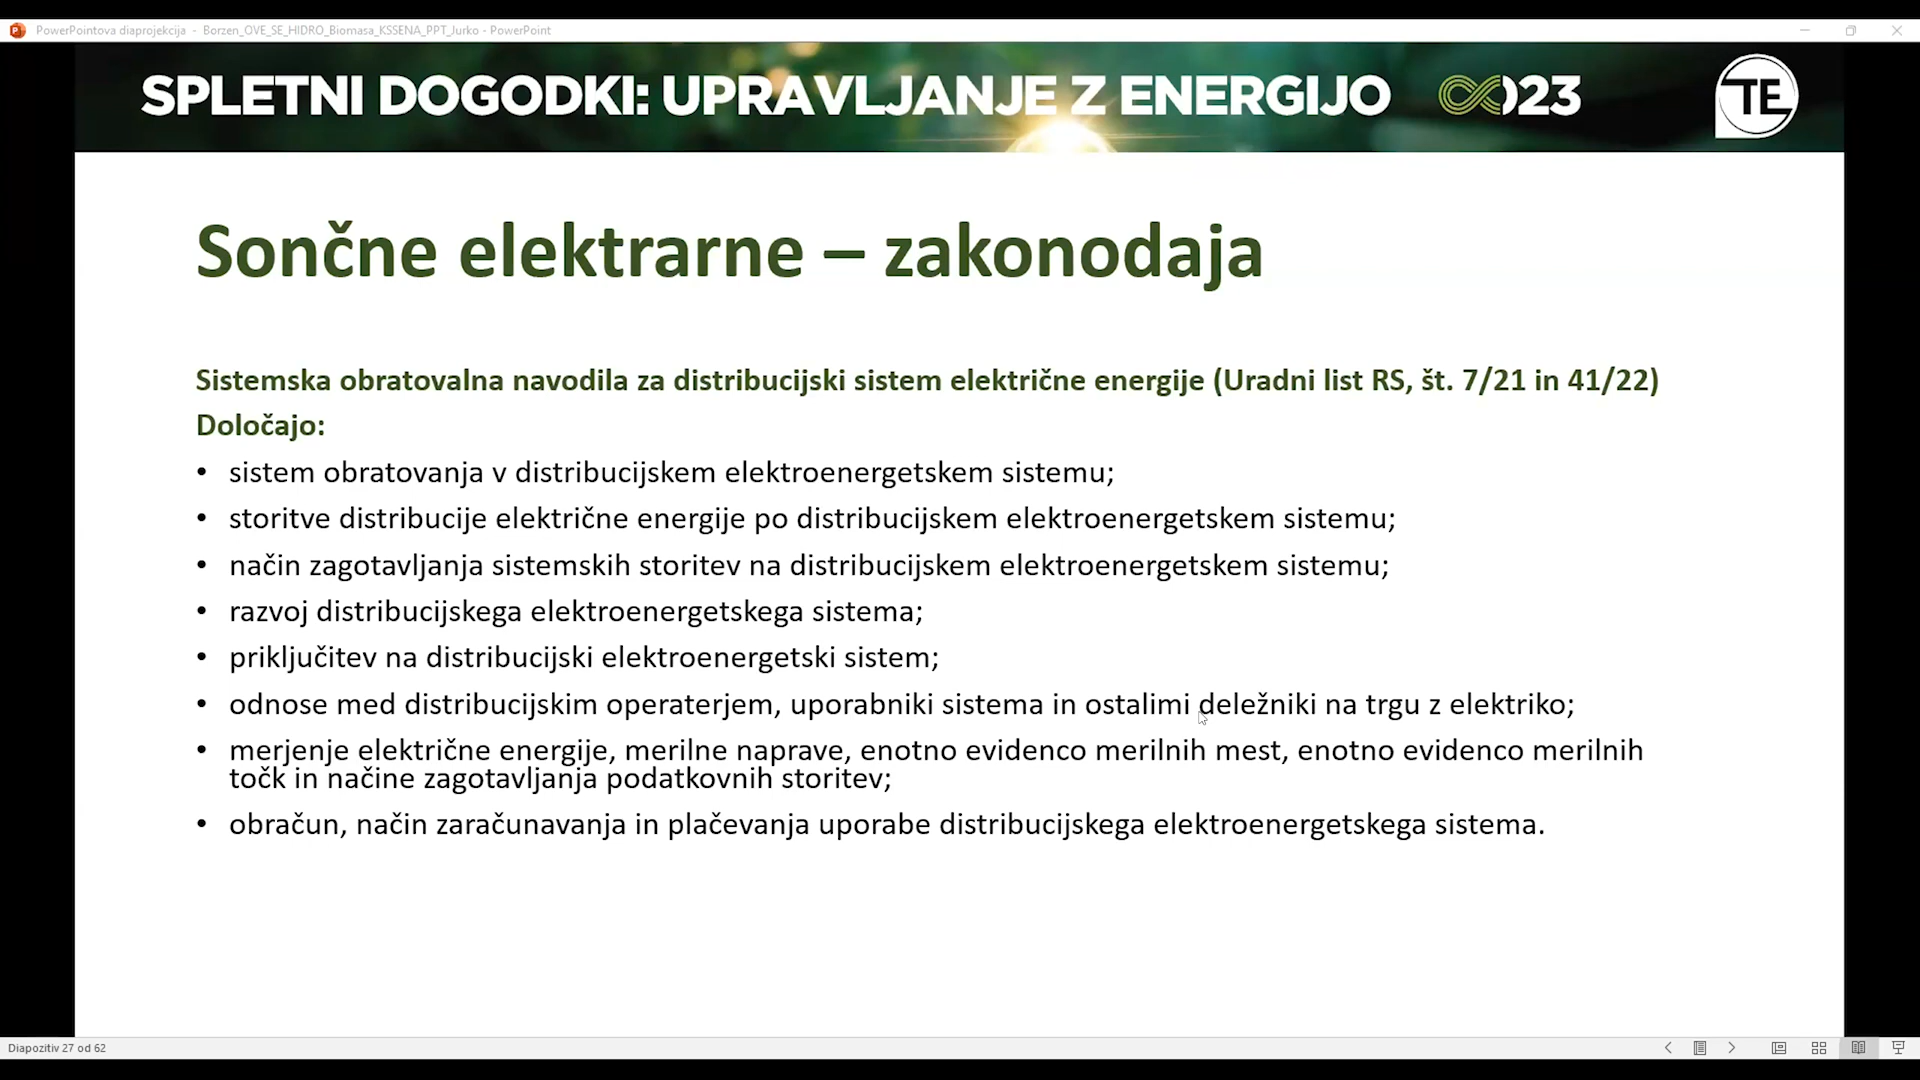 PowerPointova diaprojekcija - Borzen_OVE_SE_HIDRO_Biomasa_KSSENA_PPT_Jurko - PowerPoint
SPLETNI DOGODKI: UPRAVLJANJE Z ENERGIJO 23 TE
Sončne elektrarne – zakonodaja
Sistemska obratovalna navodila za distribucijski sistem električne energije (Uradni list RS, št. 7/21 in 41/22)
Določajo:
• sistem obratovanja v distribucijskem elektroenergetskem sistemu;
• storitve distribucije električne energije po distribucijskem elektroenergetskem sistemu;
• način zagotavljanja sistemskih storitev na distribucijskem elektroenergetskem sistemu;
• razvoj distribucijskega elektroenergetskega sistema;
• priključitev na distribucijski elektroenergetski sistem;
• odnose med distribucijskim operaterjem, uporabniki sistema in ostalimi deležniki na trgu z elektriko;
• merjenje električne energije, merilne naprave, enotno evidenco merilnih mest, enotno evidenco merilnih
točk in načine zagotavljanja podatkovnih storitev;
• obračun, način zaračunavanja in plačevanja uporabe distribucijskega elektroenergetskega sistema.
Diapozitiv 27 od 62